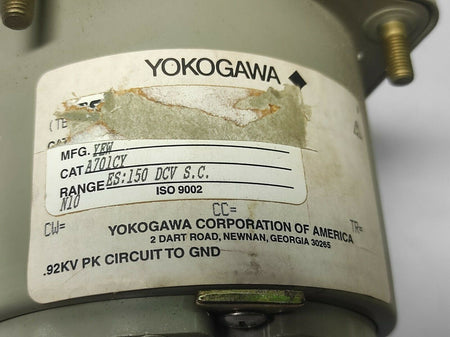 YOKOGAWA
(TE
MFG. YEW
CAT A701CY
RANGE ES:150 DCV S.C.
N10 ISO 9002
CW= CC= TR=
YOKOGAWA CORPORATION OF AMERICA
2 DART ROAD, NEWNAN, GEORGIA 30265
.92KV PK CIRCUIT TO GND